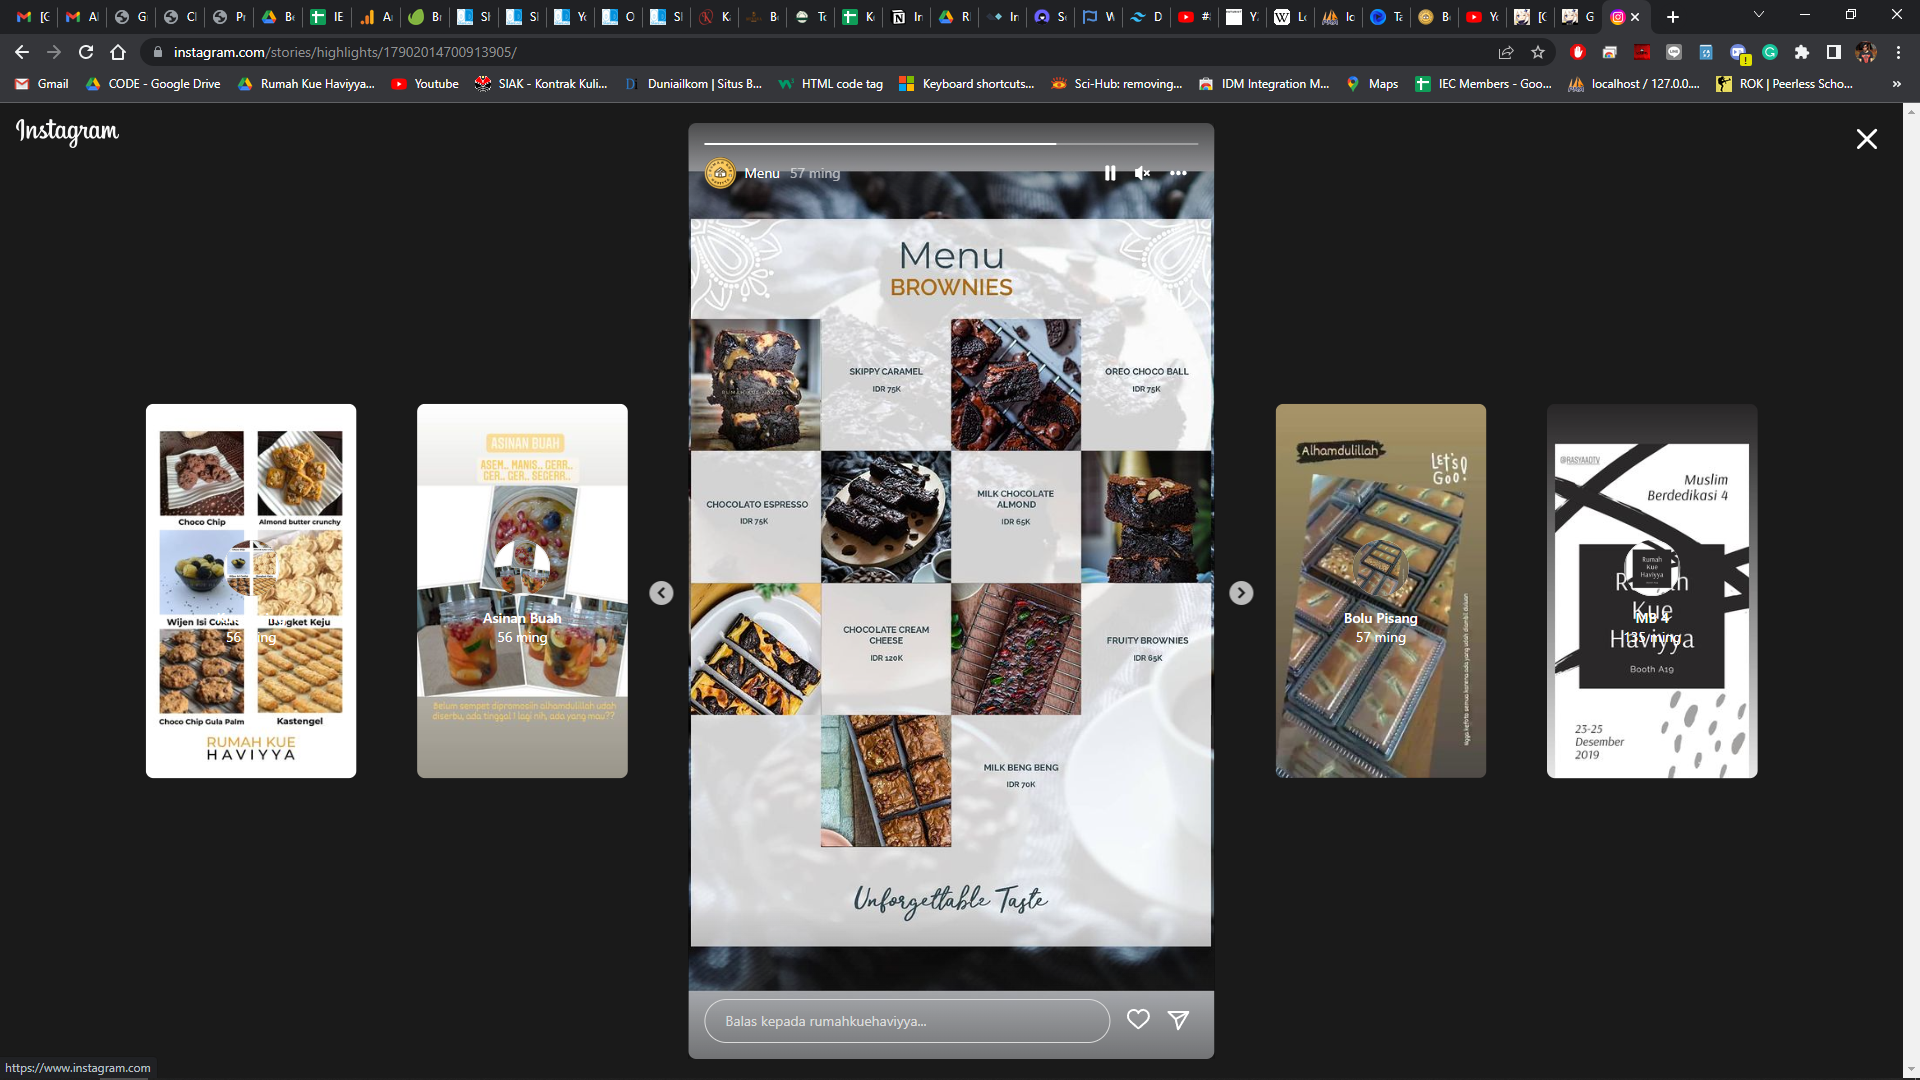 instagram.com/stories/highlights/17902014700913905/
Gmail
CODE - Google Drive
Rumah Kue Haviyya...
Youtube
SIAK - Kontrak Kuli...
Duniailkom | Situs B...
HTML code tag
Keyboard shortcuts...
Sci-Hub: removing...
IDM Integration M...
Maps
IEC Members - Goo...
localhost / 127.0.0....
ROK | Peerless Scho...
Instagram
Choco Chip
Almond butter crunchy
Wijen Isi Coklat
Bangket Keju
56 ming
Choco Chip Gula Palm
Kastengel
RUMAH KUE
HAVIYYA
ASINAN BUAH
ASEM.. MANIS.. GERR..
GER.. GER.. SEGERR..
Asinan Buah
56 ming
Belum sempet dipromosiin alhamdulillah udah
diserbu, ada tinggal 1 lagi nih, ada yang mau??
Menu 57 ming
Menu
BROWNIES
SKIPPY CARAMEL
IDR 75K
OREO CHOCO BALL
IDR 75K
CHOCOLATO ESPRESSO
IDR 75K
MILK CHOCOLATE
ALMOND
IDR 65K
CHOCOLATE CREAM
CHEESE
IDR 120K
FRUITY BROWNIES
IDR 65K
MILK BENG BENG
IDR 70K
Unforgettable Taste
Balas kepada rumahkuehaviyya...
Alhamdulillah
LET'S
GOO!
Bolu Pisang
57 ming
@RASYAADTV
Muslim
Berdedikasi 4
Rumah
Kue
Haviyya
MB 4
135 ming
Booth A19
23-25
Desember
2019
https://www.instagram.com